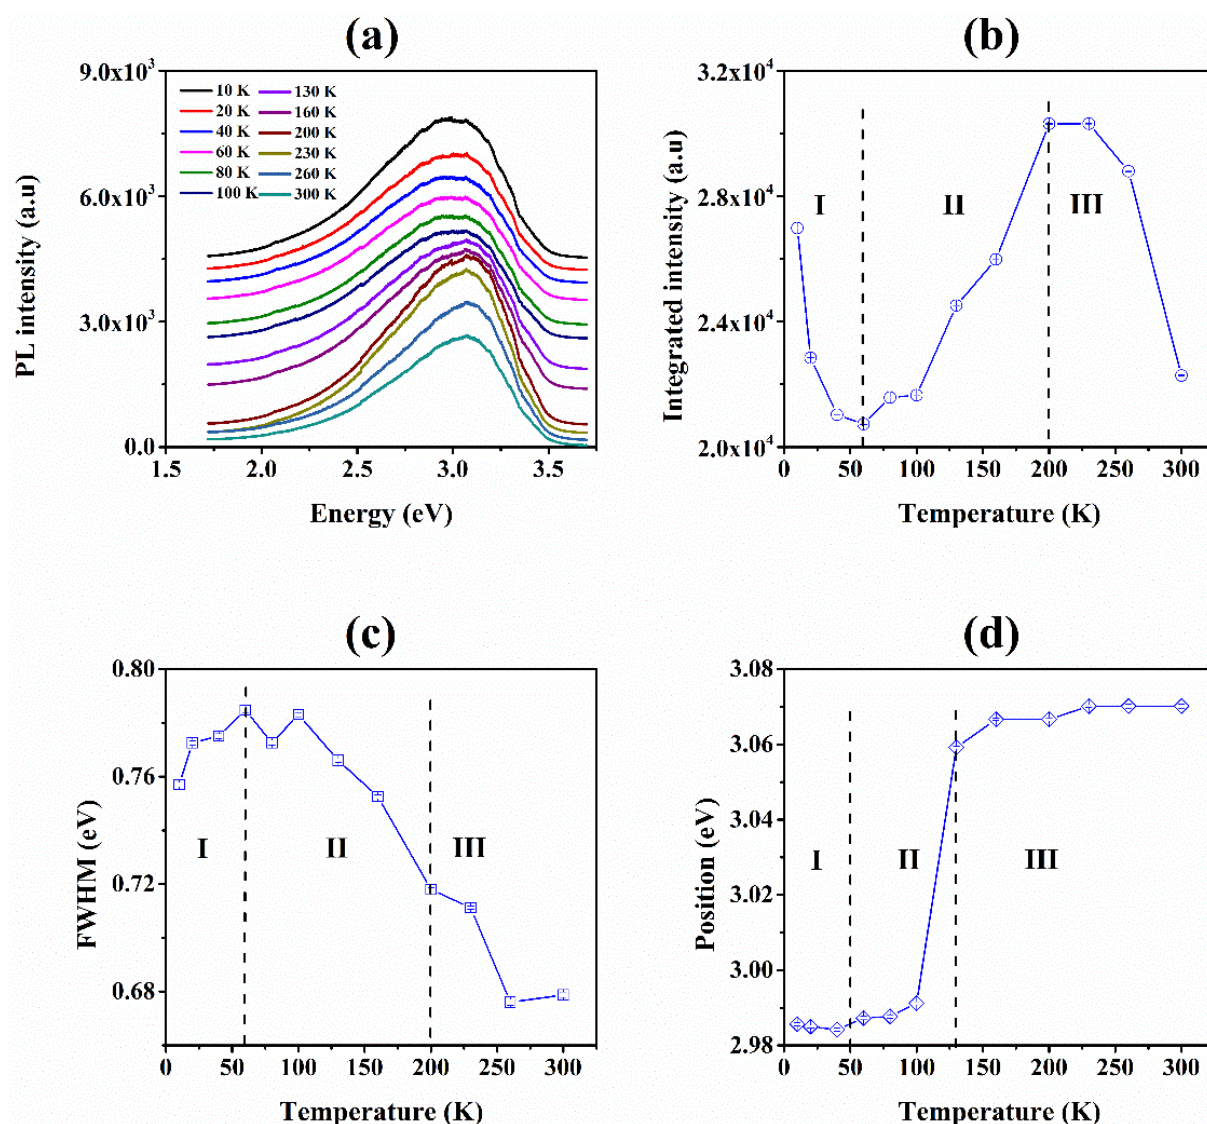 (a)
9.0x10³
6.0x10³
3.0x10³
0.0
PL intensity (a.u)
10 K
20 K
40 K
60 K
80 K
100 K
130 K
160 K
200 K
230 K
260 K
300 K
1.5 2.0 2.5 3.0 3.5
Energy (eV)
(b)
3.2x10⁴
2.8x10⁴
2.4x10⁴
2.0x10⁴
Integrated intensity (a.u)
I II III
0 50 100 150 200 250 300
Temperature (K)
(c)
0.80
0.76
0.72
0.68
FWHM (eV)
I II III
0 50 100 150 200 250 300
Temperature (K)
(d)
3.08
3.06
3.04
3.02
3.00
2.98
Position (eV)
I II III
0 50 100 150 200 250 300
Temperature (K)